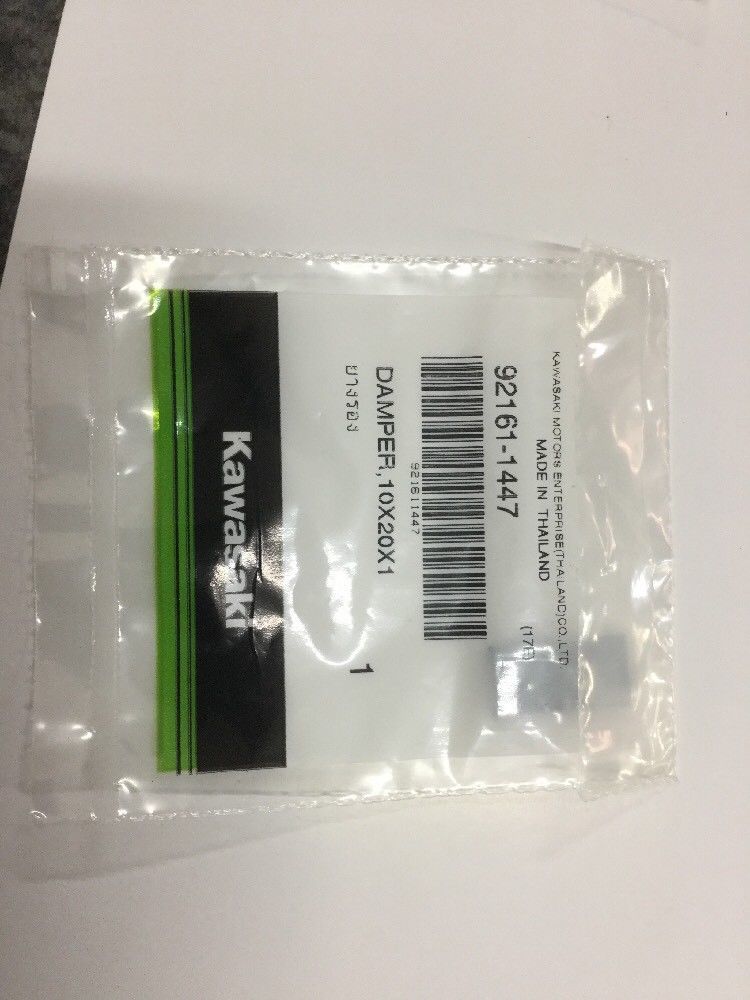 KAWASAKI MOTORS ENTERPRISE(THAILAND)CO.,LTD.
MADE IN THAILAND
92161-1447
921611447
DAMPER,10X20X1
ยางรอง
1
Kawasaki